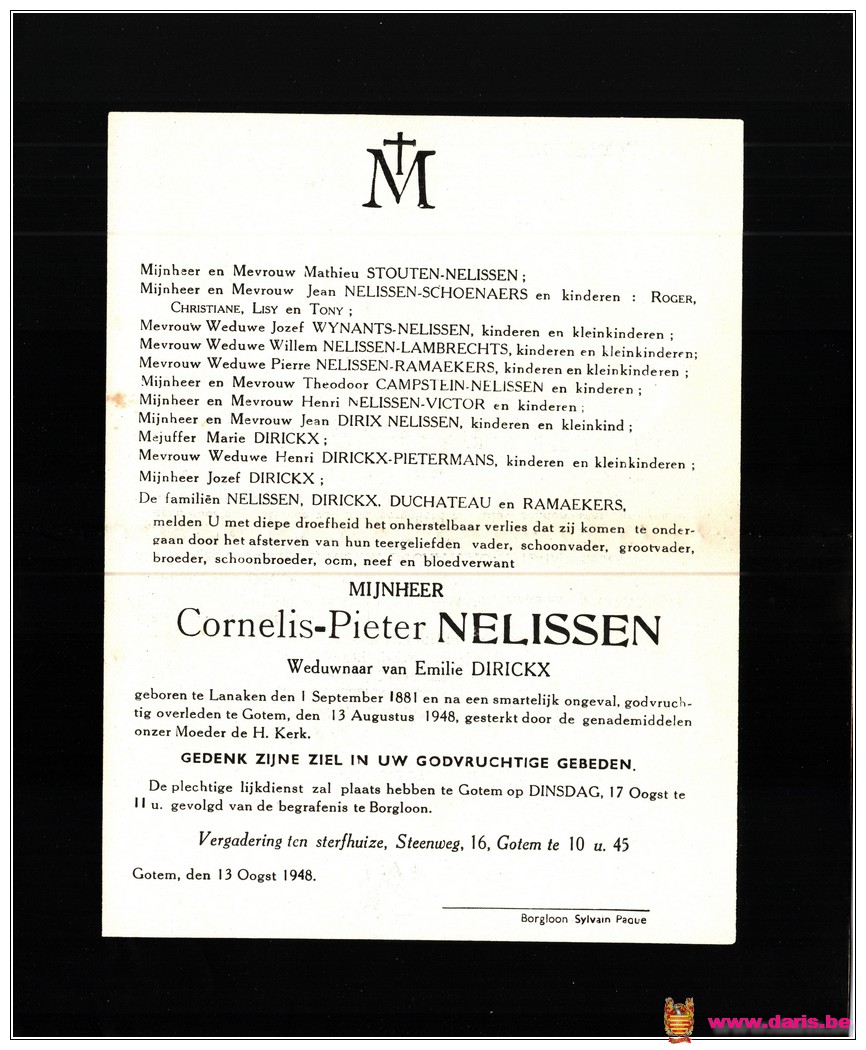 M
Mijnheer en Mevrouw Mathieu STOUTEN-NELISSEN ;
Mijnheer en Mevrouw Jean NELISSEN-SCHOENAERS en kinderen : ROGER,
CHRISTIANE, LISY en TONY ;
Mevrouw Weduwe Jozef WYNANTS-NELISSEN, kinderen en kleinkinderen ;
Mevrouw Weduwe Willem NELISSEN-LAMBRECHTS, kinderen en kleinkinderen;
Mevrouw Weduwe Pierre NELISSEN-RAMAEKERS, kinderen en kleinkinderen ;
Mijnheer en Mevrouw Theodoor CAMPSTEIN-NELISSEN en kinderen ;
Mijnheer en Mevrouw Henri NELISSEN-VICTOR en kinderen ;
Mijnheer en Mevrouw Jean DIRIX NELISSEN, kinderen en kleinkind ;
Mejuffer Marie DIRICKX ;
Mevrouw Weduwe Henri DIRICKX-PIETERMANS, kinderen en kleinkinderen ;
Mijnheer Jozef DIRICKX ;
De familiën NELISSEN, DIRICKX, DUCHATEAU en RAMAEKERS,
melden U met diepe droefheid het onherstelbaar verlies dat zij komen te onder-
gaan door het afsterven van hun teergeliefden vader, schoonvader, grootvader,
broeder, schoonbroeder, oom, neef en bloedverwant
MIJNHEER
Cornelis-Pieter NELISSEN
Weduwnaar van Emilie DIRICKX
geboren te Lanaken den 1 September 1881 en na een smartelijk ongeval, godvruch-
tig overleden te Gotem, den 13 Augustus 1948, gesterkt door de genademiddelen
onzer Moeder de H. Kerk.
GEDENK ZIJNE ZIEL IN UW GODVRUCHTIGE GEBEDEN.
De plechtige lijkdienst zal plaats hebben te Gotem op DINSDAG, 17 Oogst te
11 u. gevolgd van de begrafenis te Borgloon.
Vergadering ten sterfhuize, Steenweg, 16, Gotem te 10 u. 45
Gotem, den 13 Oogst 1948.
Borgloon Sylvain Paque
www.daris.be